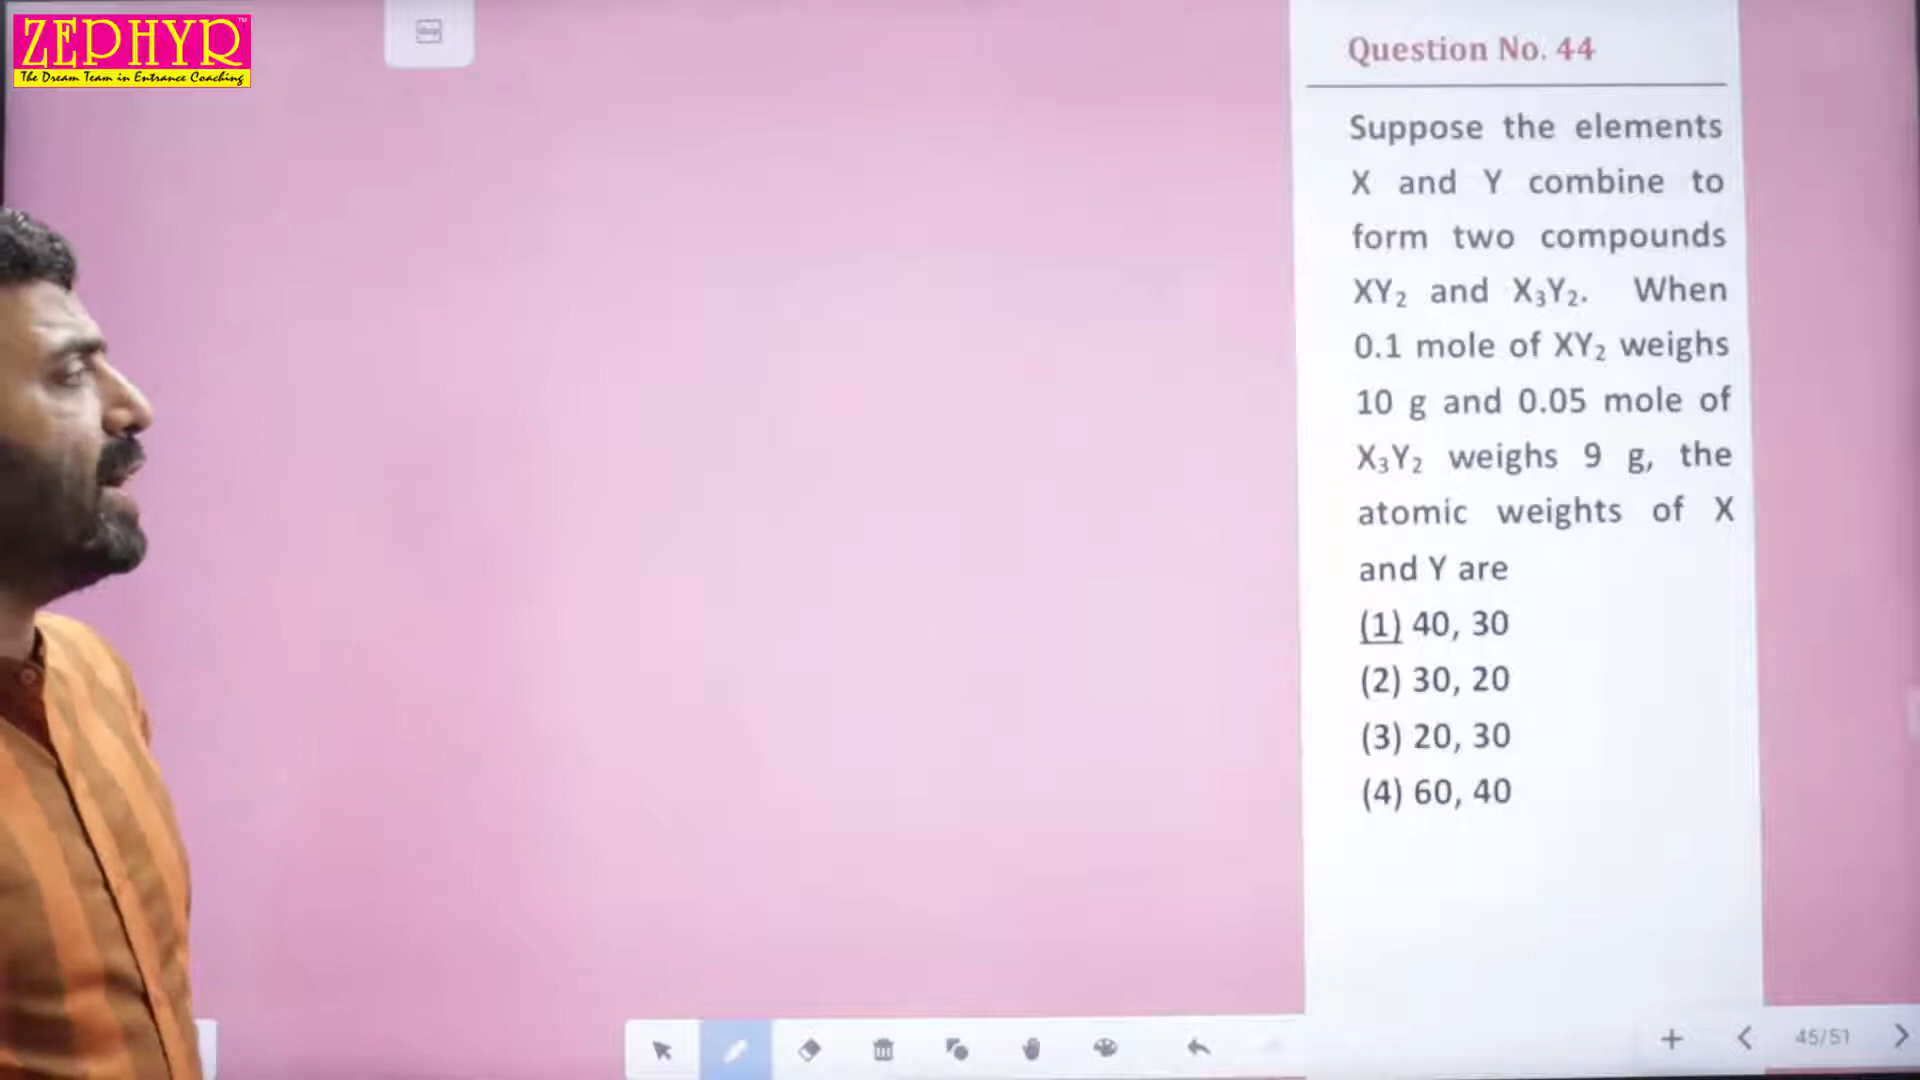 ZEPHYR™
The Dream Team in Entrance Coaching
Question No. 44
Suppose the elements
X and Y combine to
form two compounds
XY₂ and X₃Y₂. When
0.1 mole of XY₂ weighs
10 g and 0.05 mole of
X₃Y₂ weighs 9 g, the
atomic weights of X
and Y are
(1) 40, 30
(2) 30, 20
(3) 20, 30
(4) 60, 40
45/51